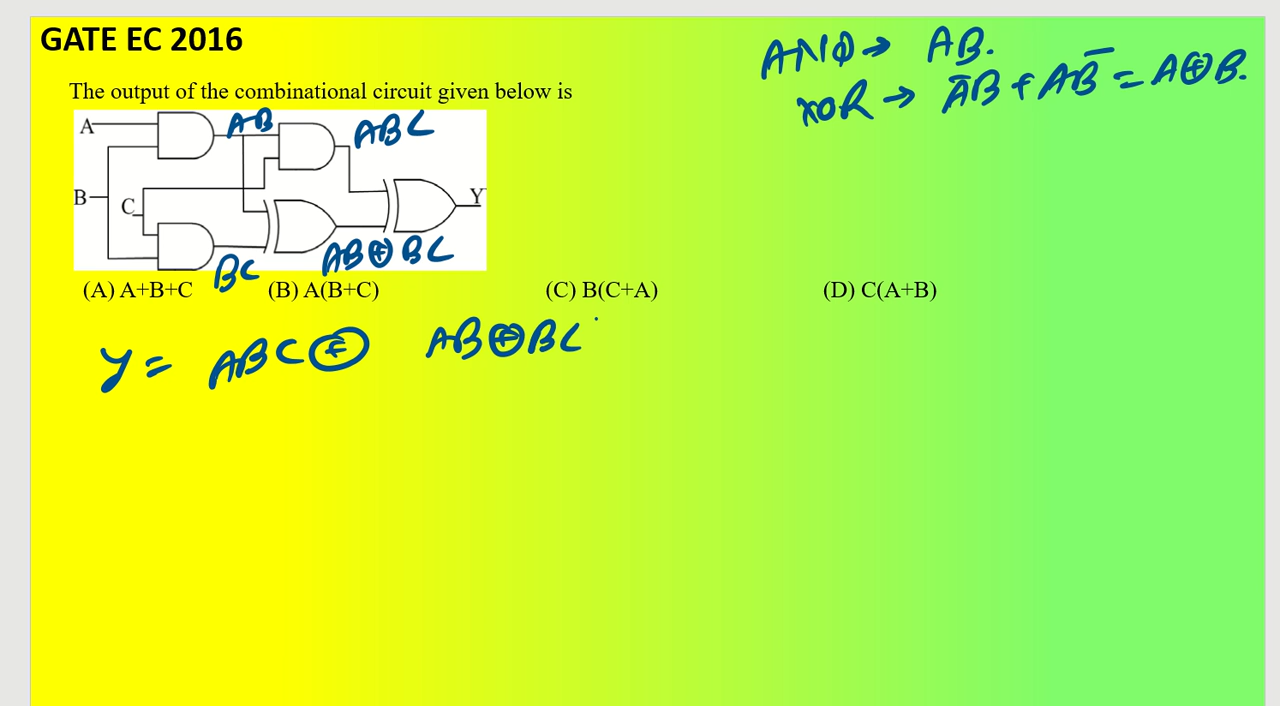 GATE EC 2016
AND → AB.
XOR → A̅B + AB̅ = A⊕B.
The output of the combinational circuit given below is
A
AB
ABC
B
C
Y
BC
AB⊕BC
(A) A+B+C (B) A(B+C) (C) B(C+A) (D) C(A+B)
y = ABC ⊕ AB⊕BC